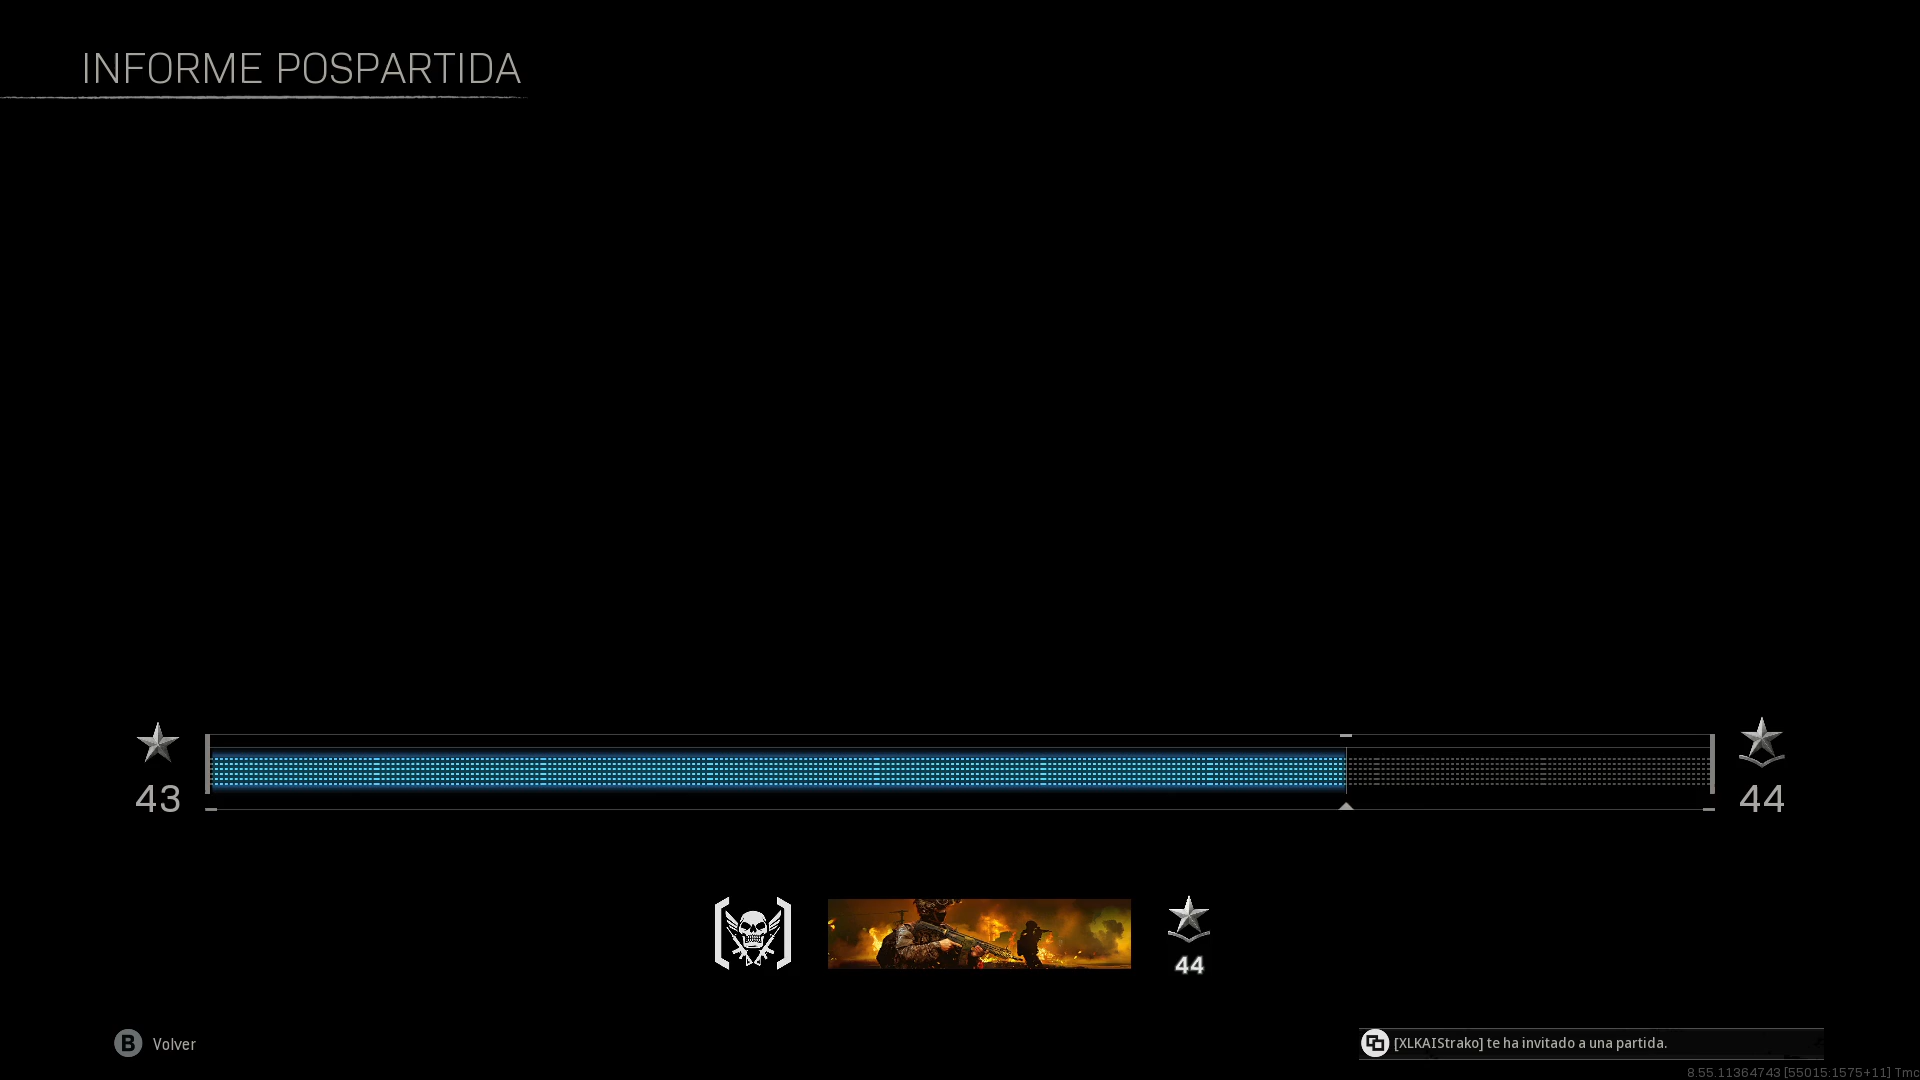 INFORME POSPARTIDA
43
44
44
B Volver
[XLKAIStrako] te ha invitado a una partida.
8.55.11364743 [55015:1575+11] Tmc